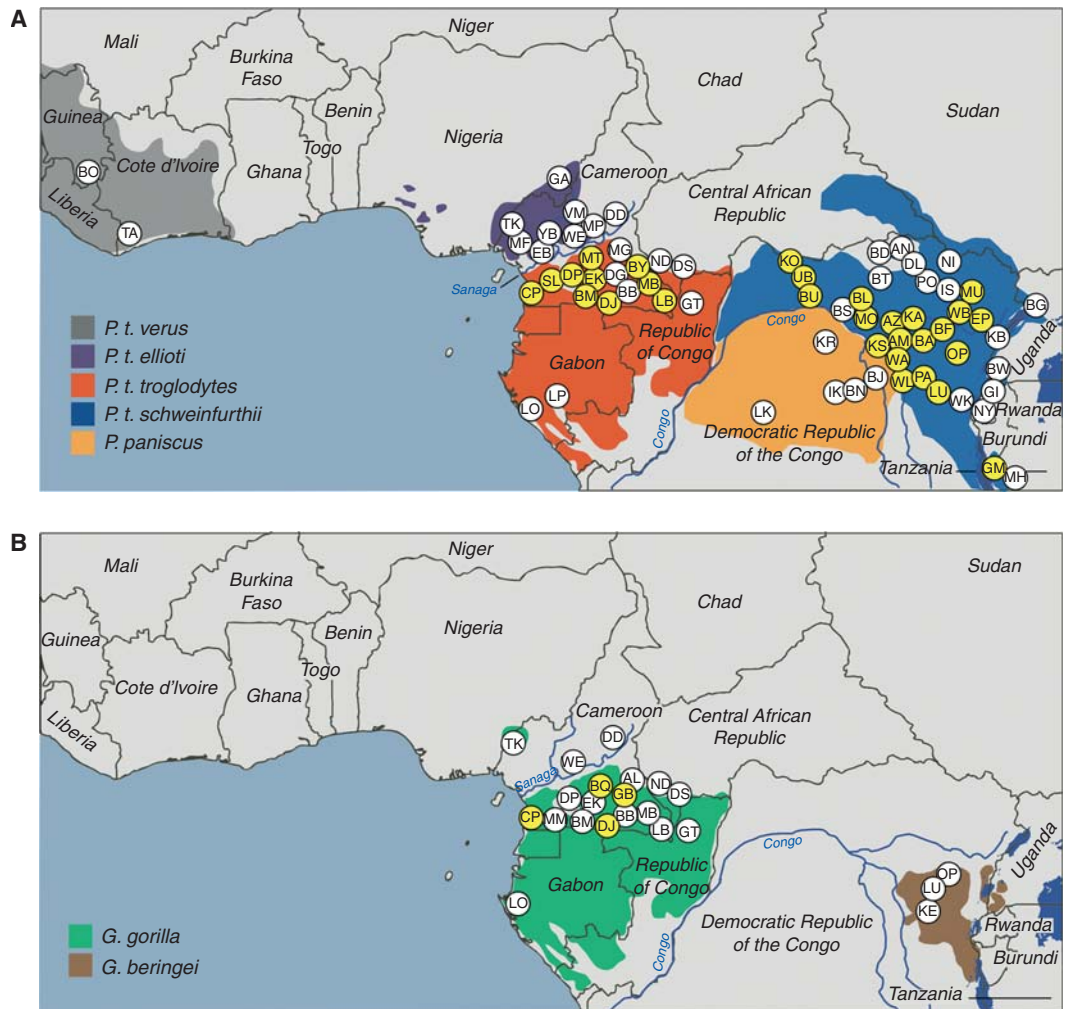 A
Mali
Niger
Burkina
Faso
Chad
Sudan
Guinea
Benin
Nigeria
Togo
Cote d'Ivoire
Ghana
Cameroon
Central African
Republic
Liberia
BO
TA
GA
TK
VM
DD
MP
MF
YB
WE
EB
Sanaga
MT
MG
BY
ND
DS
SL
DP
EK
DG
MB
CP
BM
DJ
BB
LB
GT
KO
UB
BU
BD
AN
DL
NI
BT
PO
IS
MU
BL
BS
MO
AZ
KA
WB
EP
BG
BF
KB
KS
AM
BA
OP
WA
BW
WL
PA
LU
WK
GI
NY
KR
BJ
IK
BN
LK
LO
LP
GM
MH
Congo
Republic
of Congo
Gabon
Congo
Democratic Republic
of the Congo
Uganda
Rwanda
Burundi
Tanzania
P. t. verus
P. t. ellioti
P. t. troglodytes
P. t. schweinfurthii
P. paniscus
B
Mali
Niger
Burkina
Faso
Chad
Sudan
Guinea
Benin
Nigeria
Togo
Cote d'Ivoire
Ghana
Liberia
Cameroon
Central African
Republic
TK
DD
WE
Sanaga
BQ
AL
ND
DS
GB
DP
EK
CP
MM
BM
DJ
BB
MB
LB
GT
LO
Congo
Republic
of Congo
Gabon
Congo
Democratic Republic
of the Congo
OP
LU
KE
Uganda
Rwanda
Burundi
Tanzania
G. gorilla
G. beringei